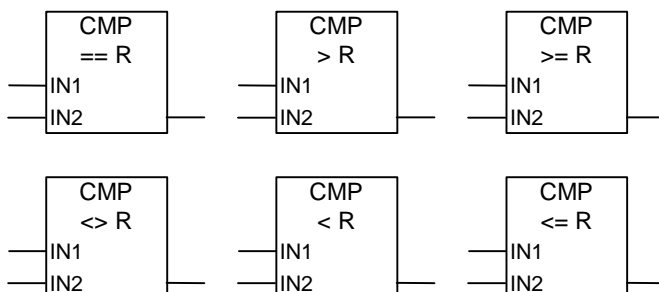 CMP
== R
IN1
IN2
CMP
> R
IN1
IN2
CMP
>= R
IN1
IN2
CMP
<> R
IN1
IN2
CMP
< R
IN1
IN2
CMP
<= R
IN1
IN2